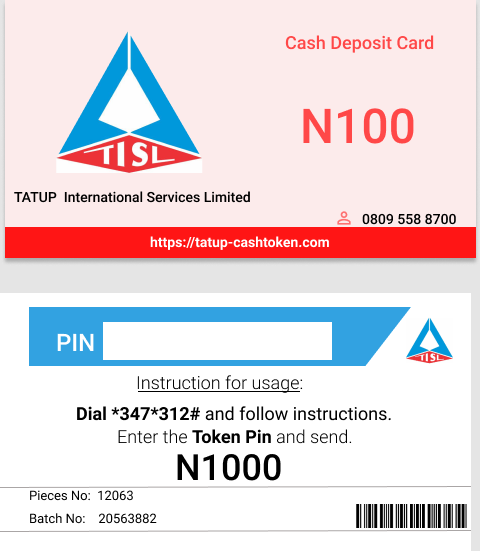 Cash Deposit Card
N100
TISL
TATUP International Services Limited
0809 558 8700
https://tatup-cashtoken.com
PIN
TISL
Instruction for usage:
Dial *347*312# and follow instructions.
Enter the Token Pin and send.
N1000
Pieces No: 12063
Batch No: 20563882